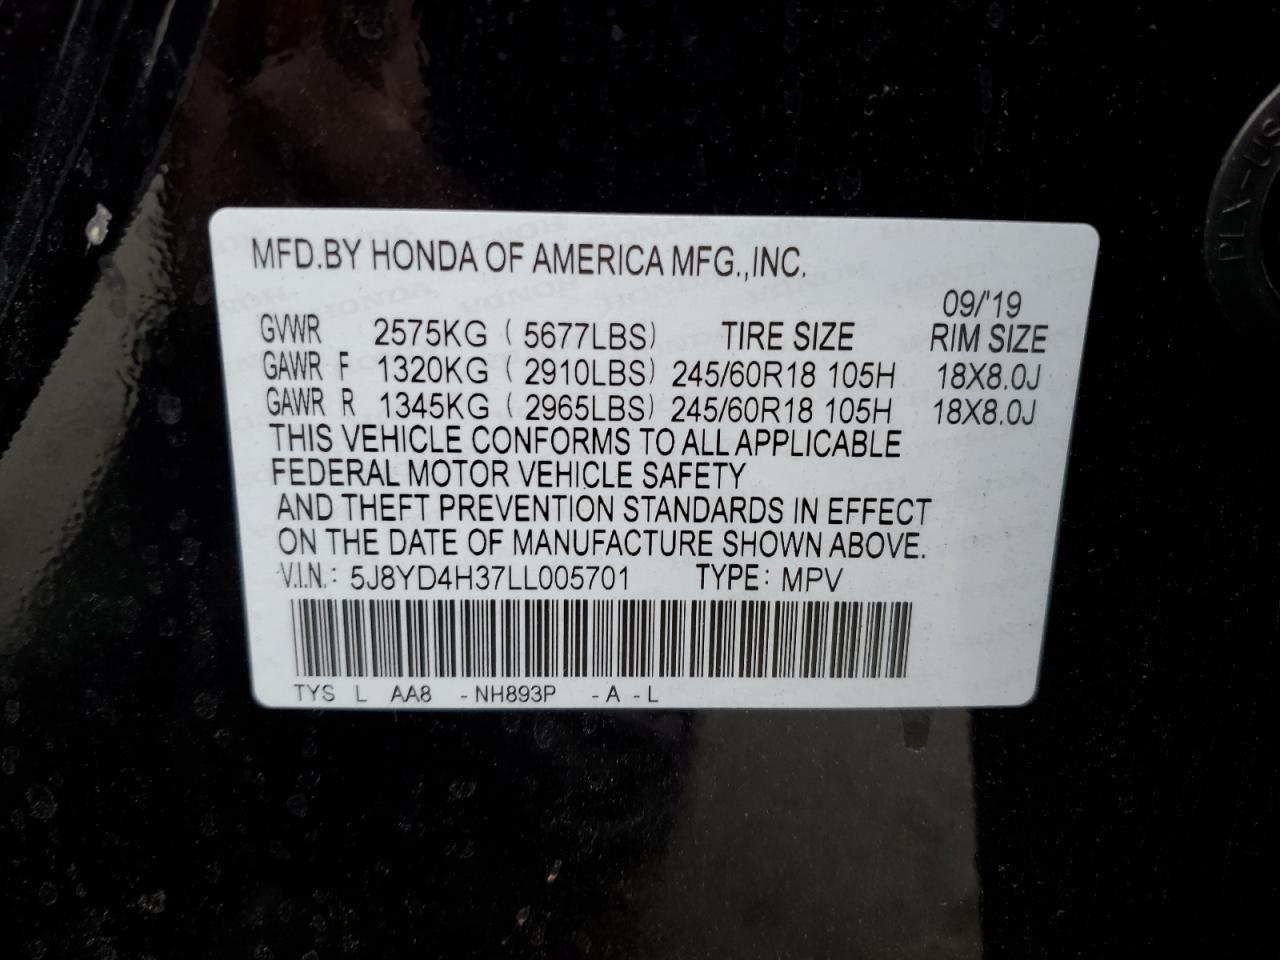 MFD.BY HONDA OF AMERICA MFG.,INC.
09/'19
GVWR 2575KG ( 5677LBS) TIRE SIZE RIM SIZE
GAWR F 1320KG ( 2910LBS) 245/60R18 105H 18X8.0J
GAWR R 1345KG ( 2965LBS) 245/60R18 105H 18X8.0J
THIS VEHICLE CONFORMS TO ALL APPLICABLE
FEDERAL MOTOR VEHICLE SAFETY
AND THEFT PREVENTION STANDARDS IN EFFECT
ON THE DATE OF MANUFACTURE SHOWN ABOVE.
V.I.N.: 5J8YD4H37LL005701 TYPE: MPV
TYS L AA8 -NH893P -A -L
PLX-US